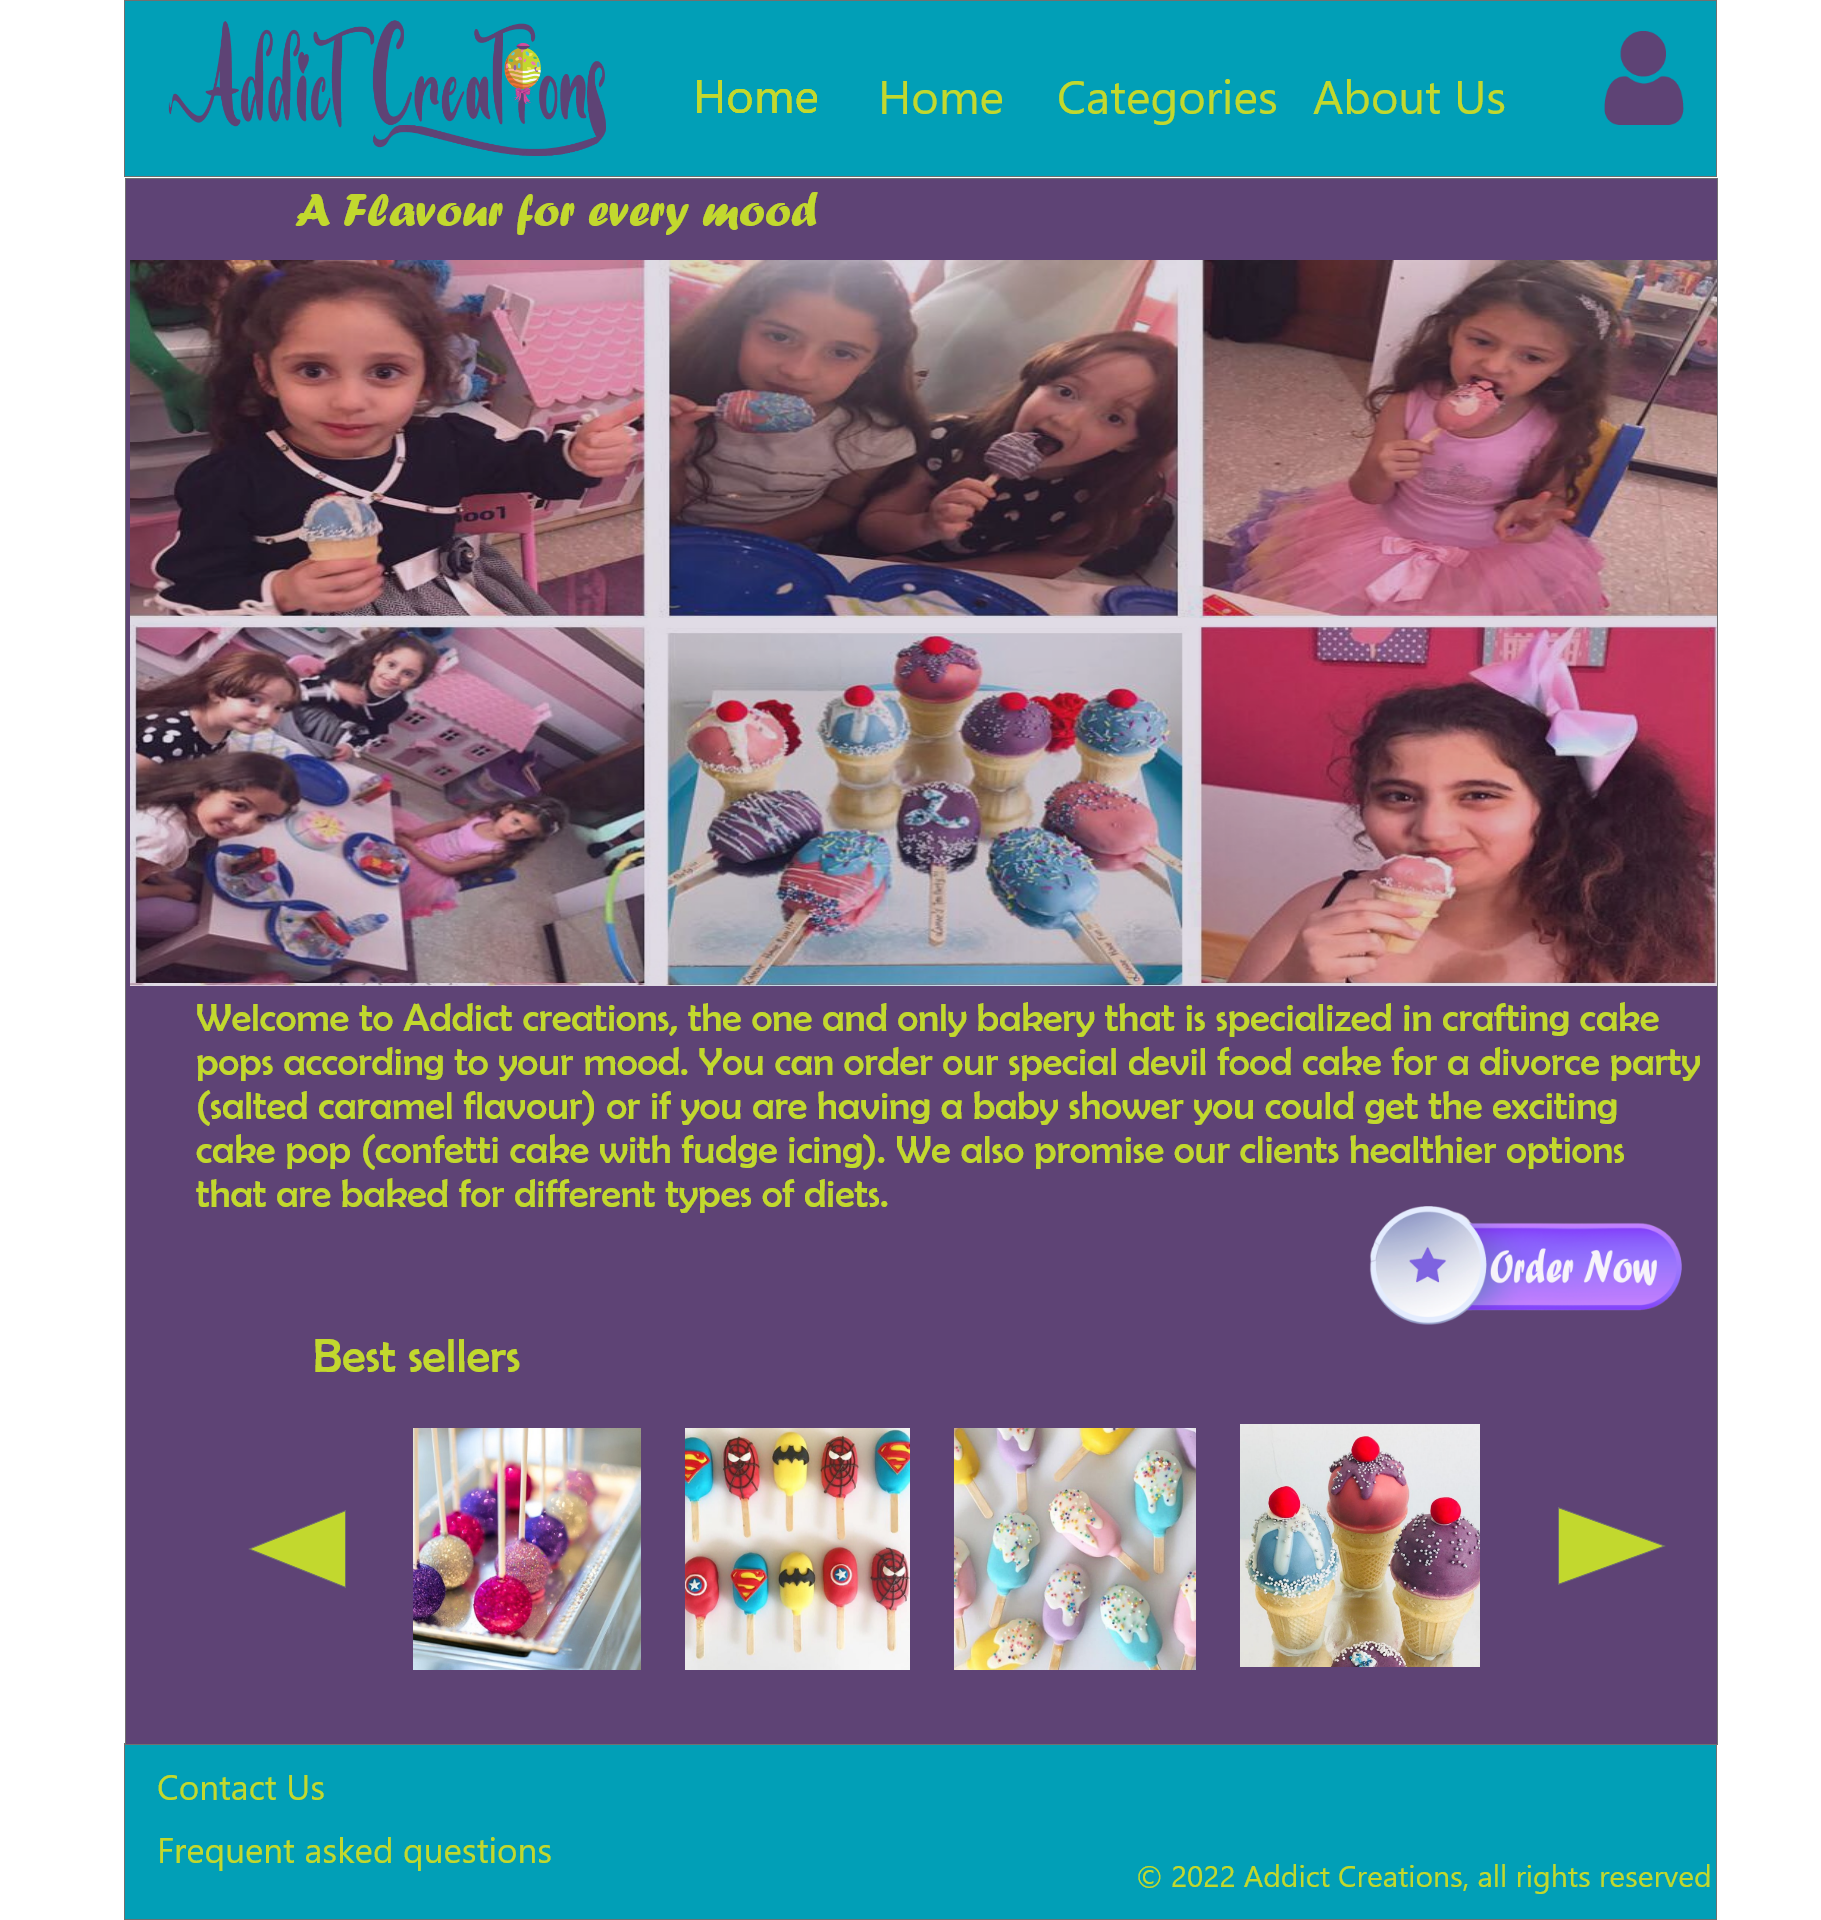 Addict Creations
Home Home Categories About Us
A Flavour for every mood
Welcome to Addict creations, the one and only bakery that is specialized in crafting cake
pops according to your mood. You can order our special devil food cake for a divorce party
(salted caramel flavour) or if you are having a baby shower you could get the exciting
cake pop (confetti cake with fudge icing). We also promise our clients healthier options
that are baked for different types of diets.
Order Now
Best sellers
Contact Us
Frequent asked questions
© 2022 Addict Creations, all rights reserved